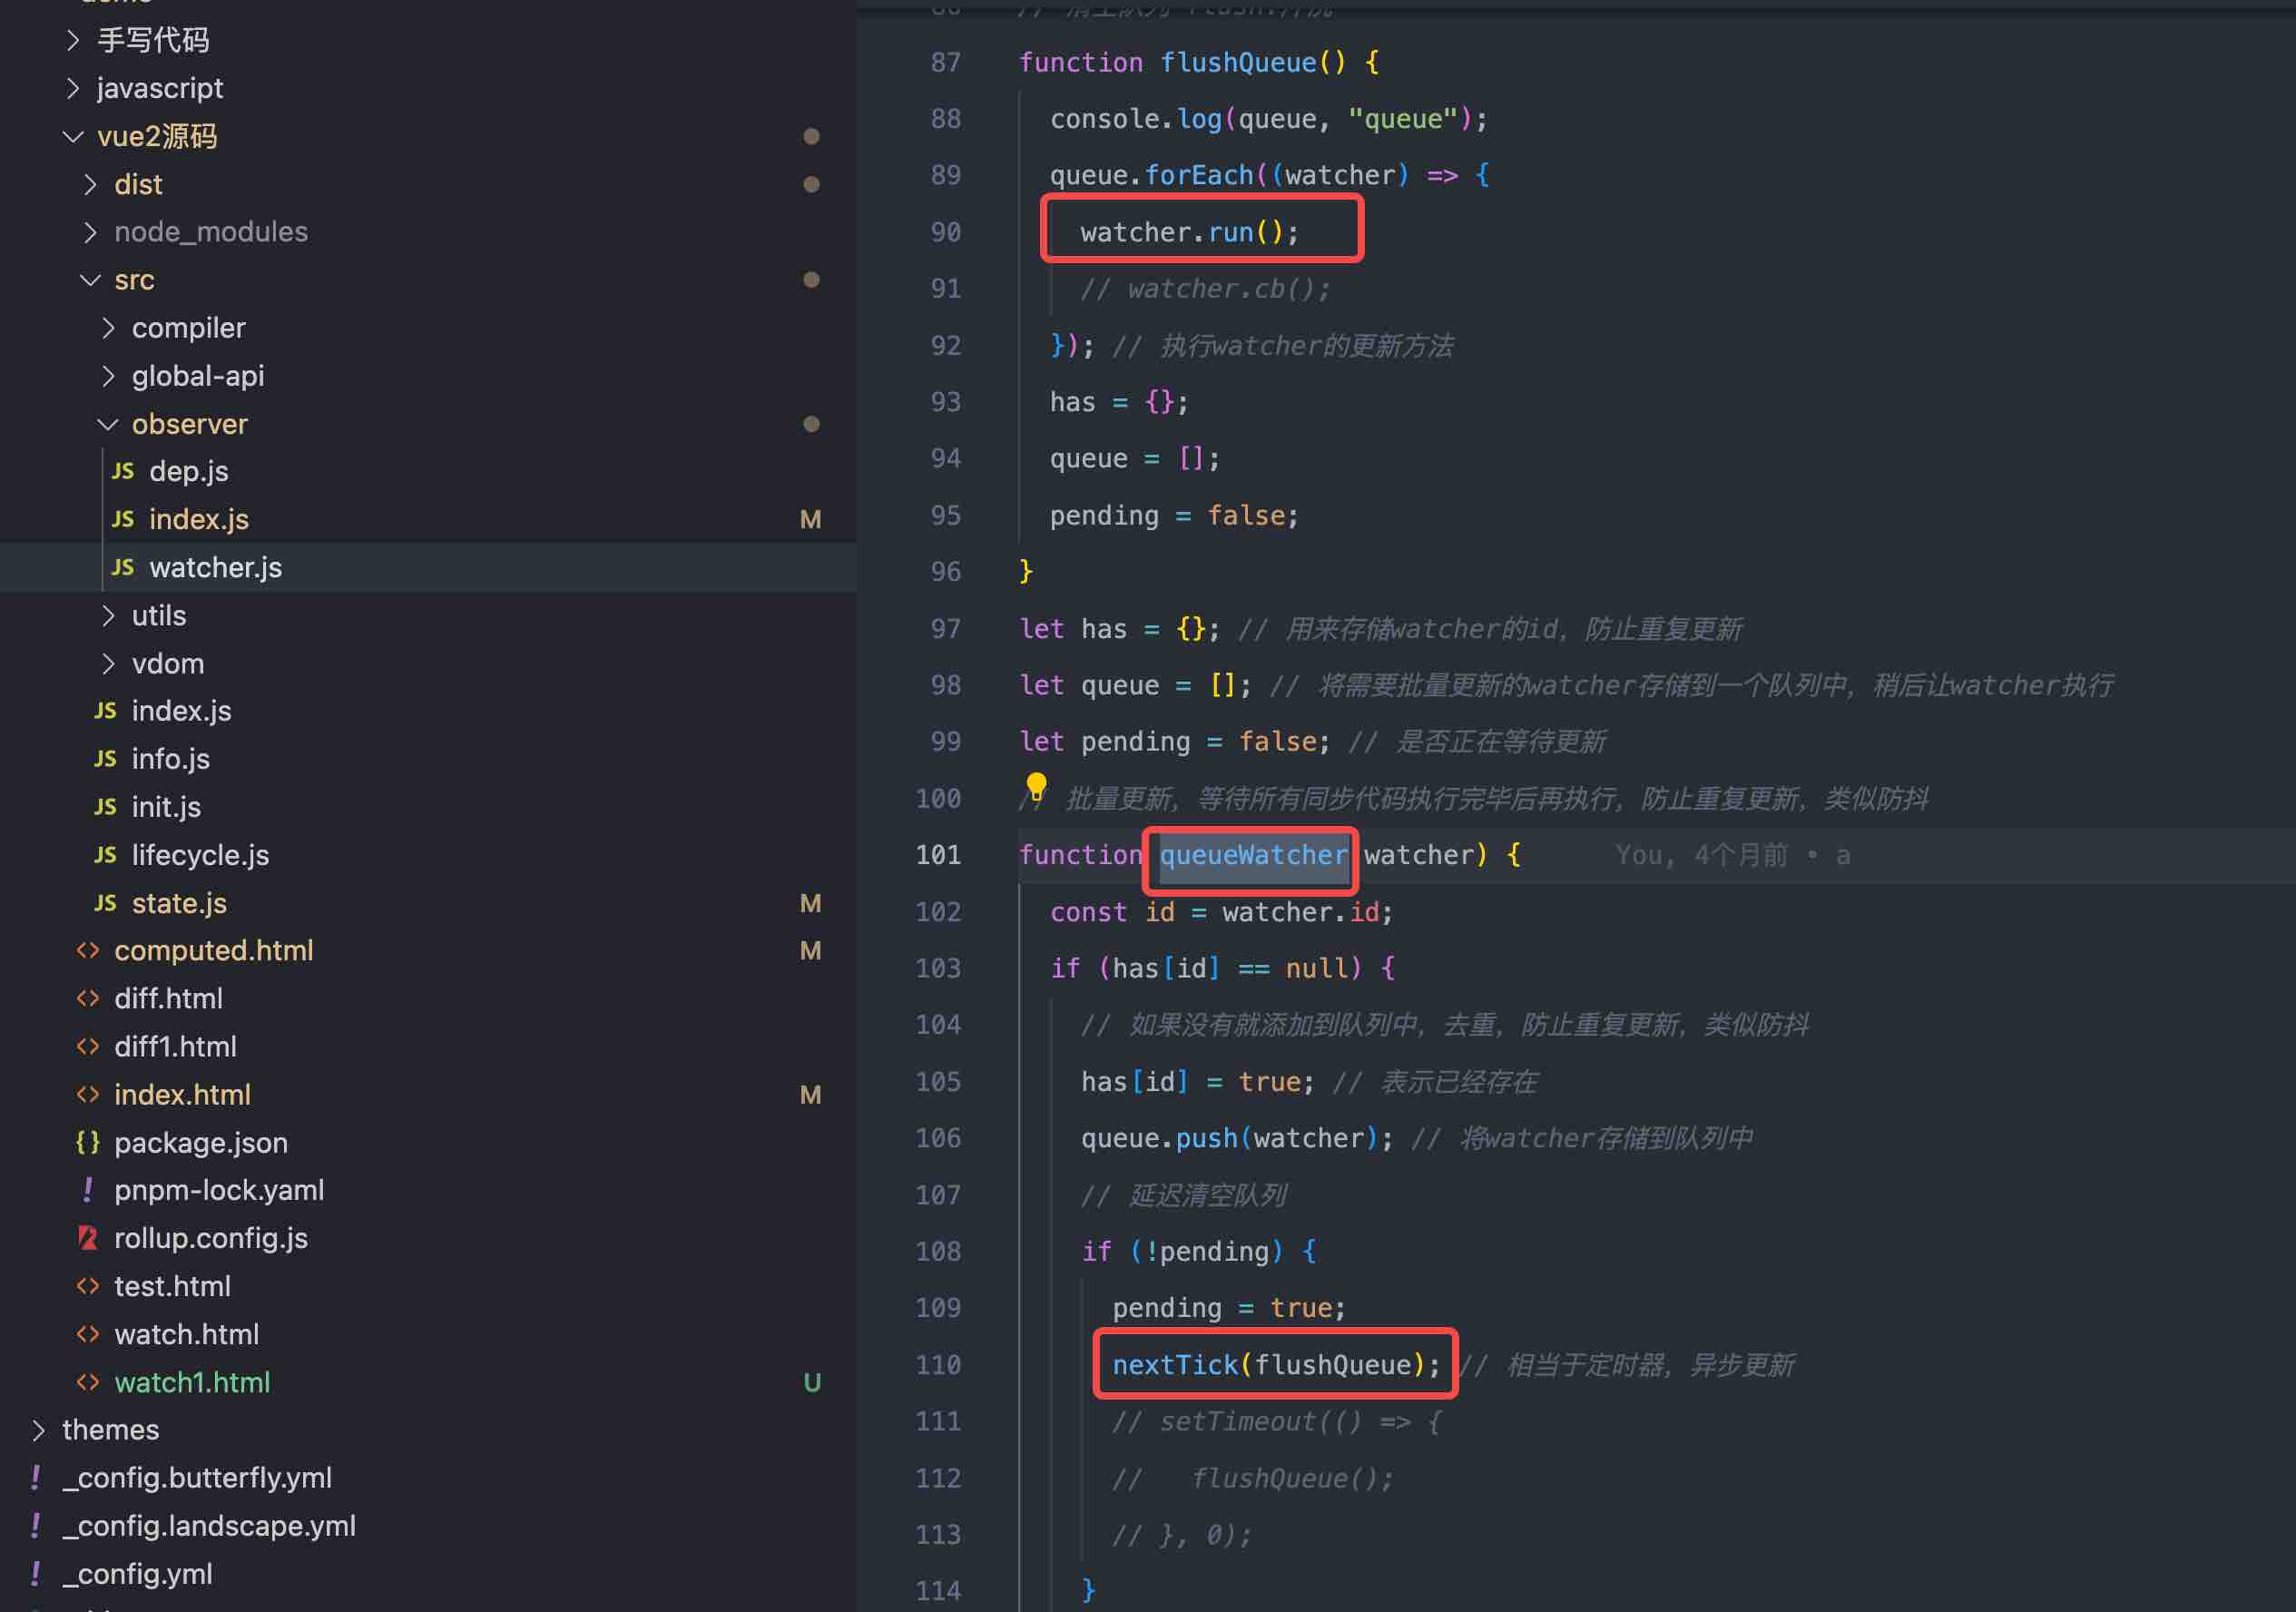 手写代码
javascript
vue2源码
dist
node_modules
src
compiler
global-api
observer
JS dep.js
JS index.js M
JS watcher.js
utils
vdom
JS index.js
JS info.js
JS init.js
JS lifecycle.js
JS state.js M
<> computed.html M
<> diff.html
<> diff1.html
<> index.html M
{} package.json
! pnpm-lock.yaml
rollup.config.js
<> test.html
<> watch.html
<> watch1.html U
themes
! _config.butterfly.yml
! _config.landscape.yml
! _config.yml
87 function flushQueue() {
88 console.log(queue, "queue");
89 queue.forEach((watcher) => {
90 watcher.run();
91 // watcher.cb();
92 }); // 执行watcher的更新方法
93 has = {};
94 queue = [];
95 pending = false;
96 }
97 let has = {}; // 用来存储watcher的id，防止重复更新
98 let queue = []; // 将需要批量更新的watcher存储到一个队列中，稍后让watcher执行
99 let pending = false; // 是否正在等待更新
100 // 批量更新，等待所有同步代码执行完毕后再执行，防止重复更新，类似防抖
101 function queueWatcher watcher) { You, 4个月前 • a
102 const id = watcher.id;
103 if (has[id] == null) {
104 // 如果没有就添加到队列中，去重，防止重复更新，类似防抖
105 has[id] = true; // 表示已经存在
106 queue.push(watcher); // 将watcher存储到队列中
107 // 延迟清空队列
108 if (!pending) {
109 pending = true;
110 nextTick(flushQueue); // 相当于定时器，异步更新
111 // setTimeout(() => {
112 // flushQueue();
113 // }, 0);
114 }